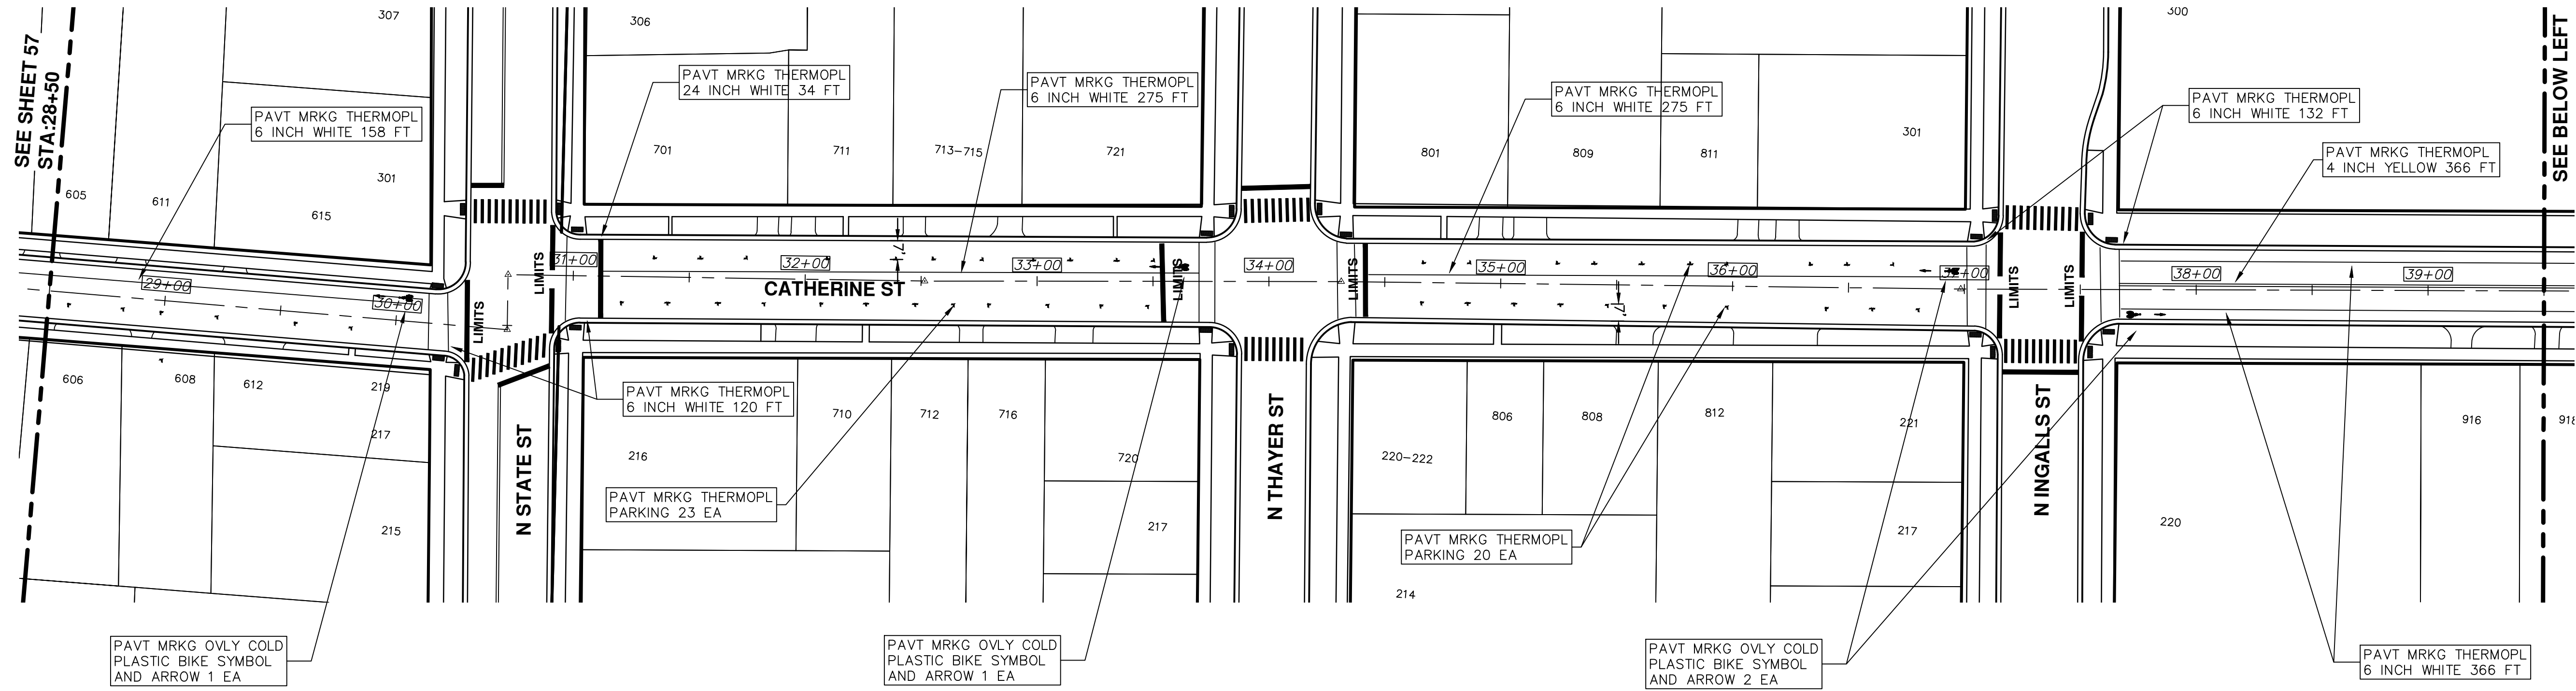 SEE SHEET 57
STA:28+50
307
306
300
SEE BELOW LEFT
PAVT MRKG THERMOPL
24 INCH WHITE 34 FT
PAVT MRKG THERMOPL
6 INCH WHITE 275 FT
PAVT MRKG THERMOPL
6 INCH WHITE 275 FT
PAVT MRKG THERMOPL
6 INCH WHITE 132 FT
PAVT MRKG THERMOPL
6 INCH WHITE 158 FT
PAVT MRKG THERMOPL
4 INCH YELLOW 366 FT
301
701
711
713-715
721
801
809
811
301
605
611
615
LIMITS
LIMITS
LIMITS
LIMITS
LIMITS
LIMITS
7'
7'
29+00
30+00
31+00
32+00
33+00
34+00
35+00
36+00
37+00
38+00
39+00
CATHERINE ST
606
608
612
219
217
215
PAVT MRKG THERMOPL
6 INCH WHITE 120 FT
710
712
716
720
216
217
806
808
812
221
220-222
217
214
916
918
220
N STATE ST
N THAYER ST
N INGALLS ST
PAVT MRKG THERMOPL
PARKING 23 EA
PAVT MRKG THERMOPL
PARKING 20 EA
PAVT MRKG OVLY COLD
PLASTIC BIKE SYMBOL
AND ARROW 1 EA
PAVT MRKG OVLY COLD
PLASTIC BIKE SYMBOL
AND ARROW 1 EA
PAVT MRKG OVLY COLD
PLASTIC BIKE SYMBOL
AND ARROW 2 EA
PAVT MRKG THERMOPL
6 INCH WHITE 366 FT